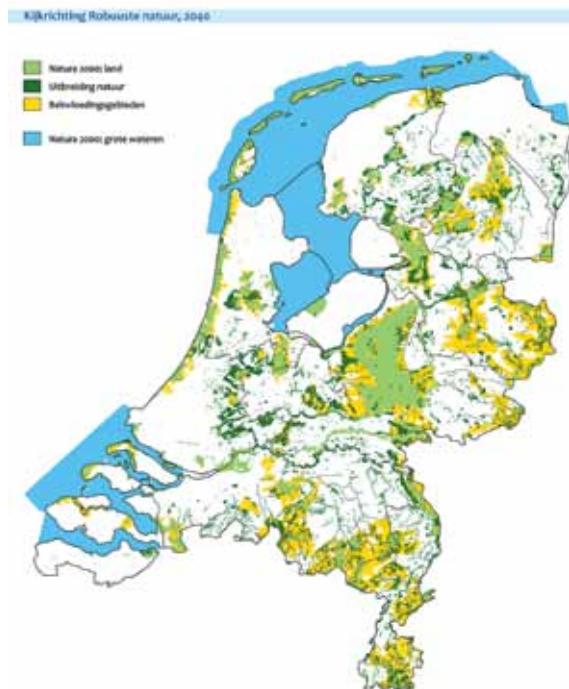 Kijkrichting Robuuste natuur, 2040
Natura 2000: land
Uitbreiding natuur
Beïnvloedingsgebieden
Natura 2000: grote wateren